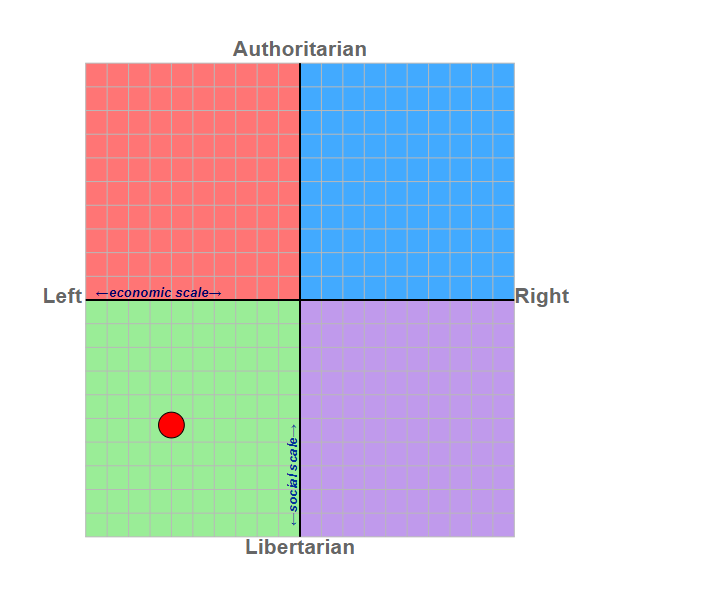 Authoritarian
Left
←economic scale→
Right
←social scale→
Libertarian